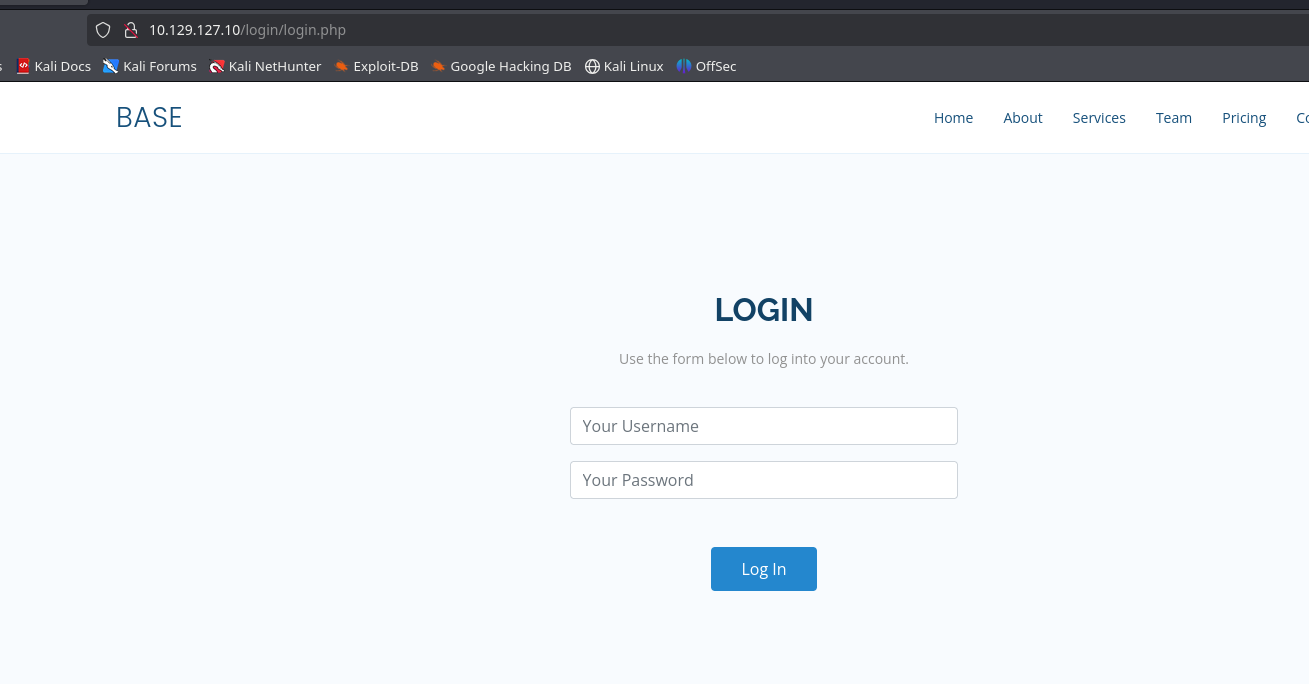 10.129.127.10/login/login.php
Kali Docs Kali Forums Kali NetHunter Exploit-DB Google Hacking DB Kali Linux OffSec
BASE Home About Services Team Pricing
LOGIN
Use the form below to log into your account.
Your Username
Your Password
Log In